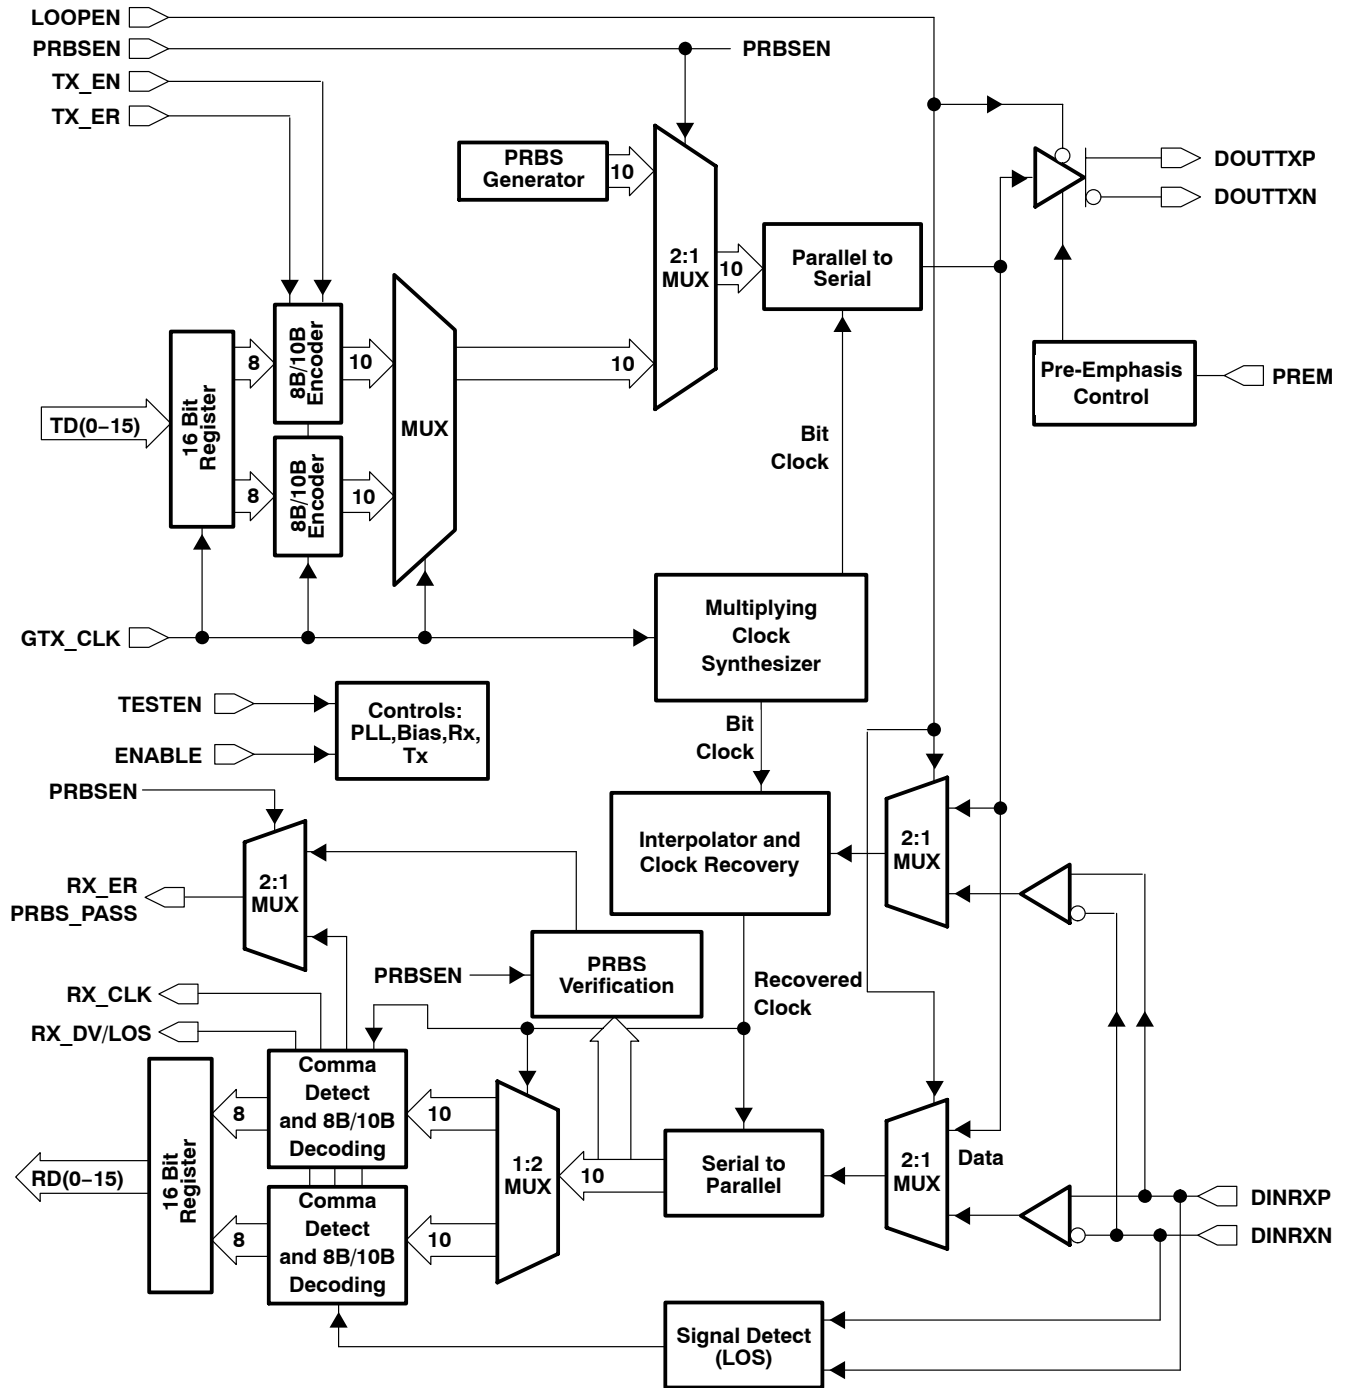 LOOPEN
PRBSEN
PRBSEN
TX_EN
TX_ER
PRBS
Generator
10
DOUTTXP
DOUTTXN
2:1
MUX
10
Parallel to
Serial
8
8B/10B
Encoder
10
10
Pre-Emphasis
Control
PREM
TD(0–15)
16 Bit
Register
MUX
Bit
Clock
8
8B/10B
Encoder
10
Multiplying
Clock
Synthesizer
GTX_CLK
TESTEN
Controls:
PLL,Bias,Rx,
Tx
ENABLE
Bit
Clock
PRBSEN
2:1
MUX
RX_ER
PRBS_PASS
Interpolator and
Clock Recovery
2:1
MUX
PRBSEN
PRBS
Verification
Recovered
Clock
RX_CLK
RX_DV/LOS
Comma
Detect
and 8B/10B
Decoding
8
10
16 Bit
Register
RD(0–15)
1:2
MUX
10
Serial to
Parallel
2:1
MUX
Data
Comma
Detect
and 8B/10B
Decoding
8
10
DINRXP
DINRXN
Signal Detect
(LOS)